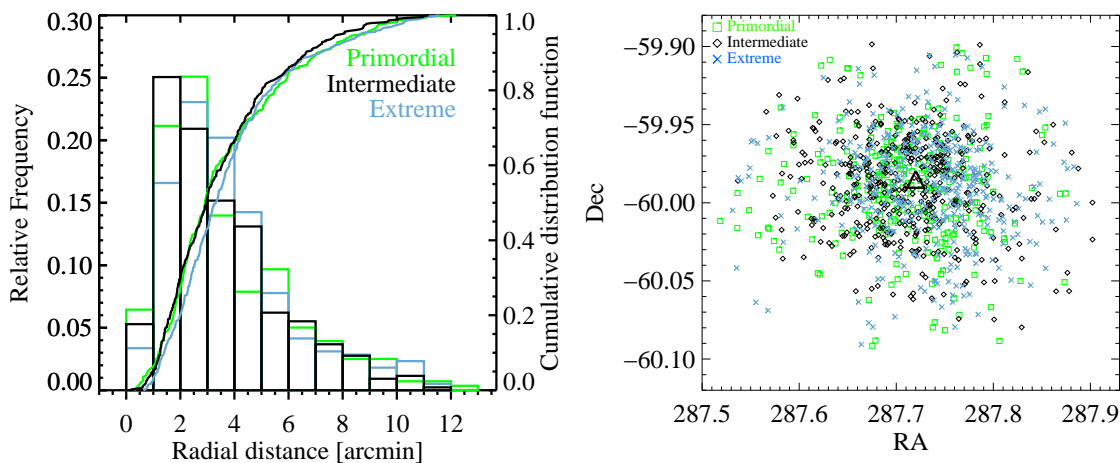 0.30
0.25
0.20
0.15
0.10
0.05
0.00
Relative Frequency
0 2 4 6 8 10 12
Radial distance [arcmin]
Primordial
Intermediate
Extreme
1.0
0.8
0.6
0.4
0.2
0.0
Cumulative distribution function
Primordial
Intermediate
Extreme
−59.90
−59.95
−60.00
−60.05
−60.10
Dec
287.5 287.6 287.7 287.8 287.9
RA